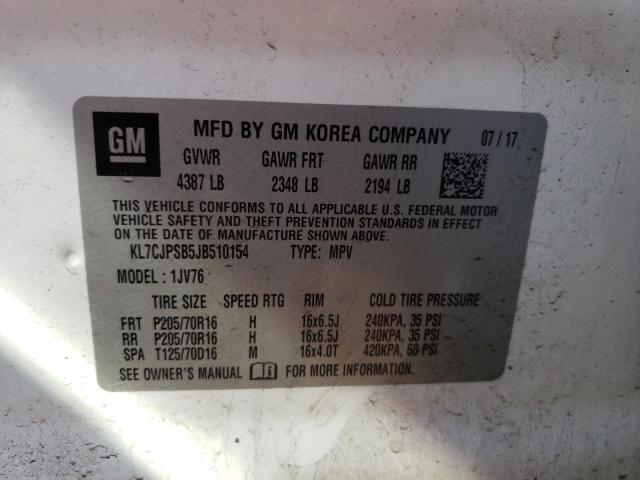 GM
MFD BY GM KOREA COMPANY 07 / 17
GVWR GAWR FRT GAWR RR
4387 LB 2348 LB 2194 LB
THIS VEHICLE CONFORMS TO ALL APPLICABLE U.S. FEDERAL MOTOR
VEHICLE SAFETY AND THEFT PREVENTION STANDARDS IN EFFECT
ON THE DATE OF MANUFACTURE SHOWN ABOVE.
KL7CJPSB5JB510154 TYPE: MPV
MODEL : 1JV76
TIRE SIZE SPEED RTG RIM COLD TIRE PRESSURE
FRT P205/70R16 H 16x6.5J 240KPA, 35 PSI
RR P205/70R16 H 16x6.5J 240KPA, 35 PSI
SPA T125/70D16 M 16x4.0T 420KPA, 60 PSI
SEE OWNER'S MANUAL FOR MORE INFORMATION.